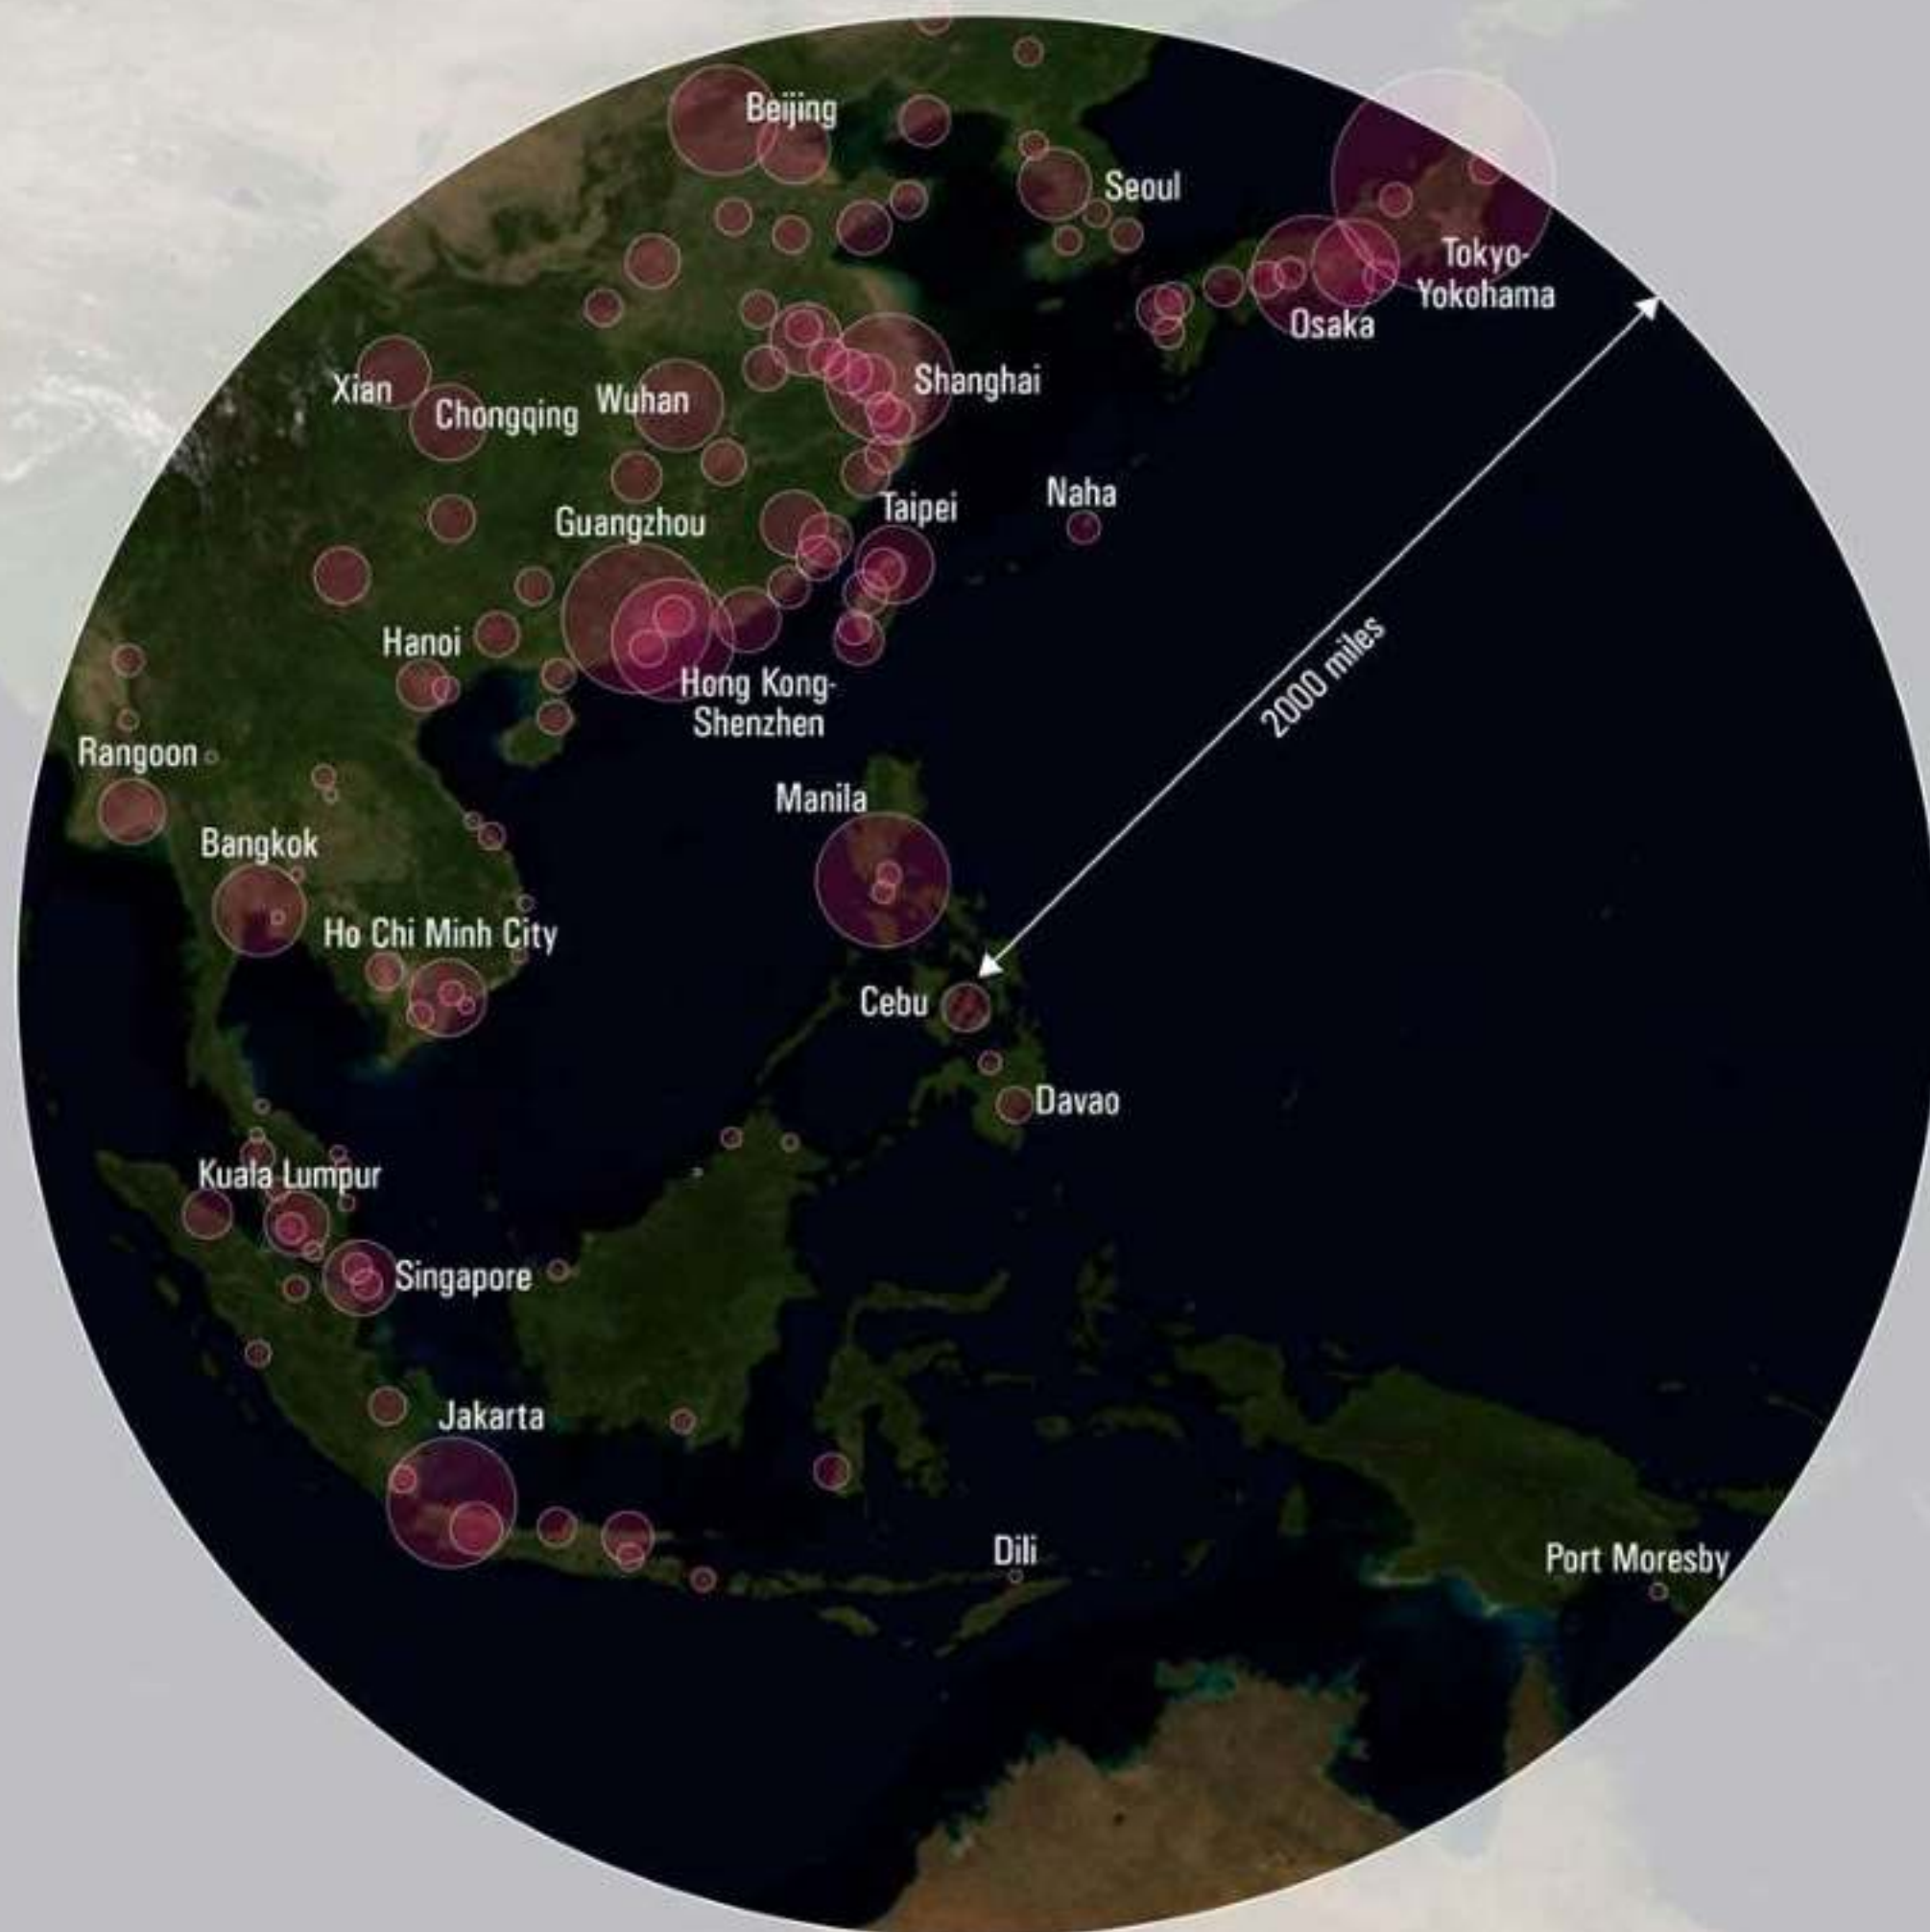 Beijing
Seoul
Tokyo-
Yokohama
Osaka
Xian
Chongqing
Wuhan
Shanghai
Naha
Taipei
Guangzhou
Hanoi
Hong Kong-
Shenzhen
2000 miles
Rangoon
Manila
Bangkok
Ho Chi Minh City
Cebu
Davao
Kuala Lumpur
Singapore
Jakarta
Dili
Port Moresby